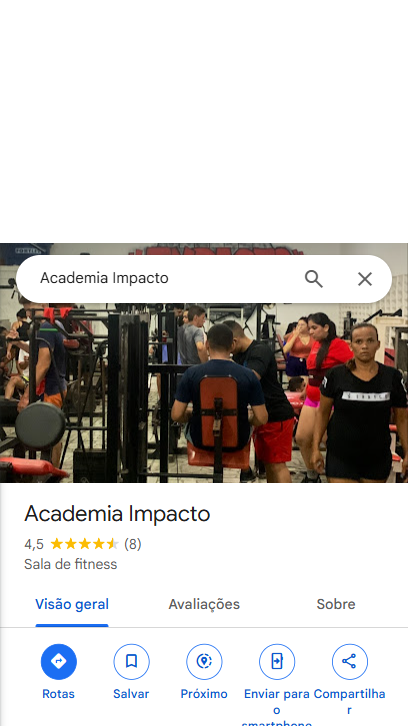 Academia Impacto
Academia Impacto
4,5 (8)
Sala de fitness
Visão geral
Avaliações
Sobre
Rotas
Salvar
Próximo
Enviar para
o
smartphone
Compartilha
r